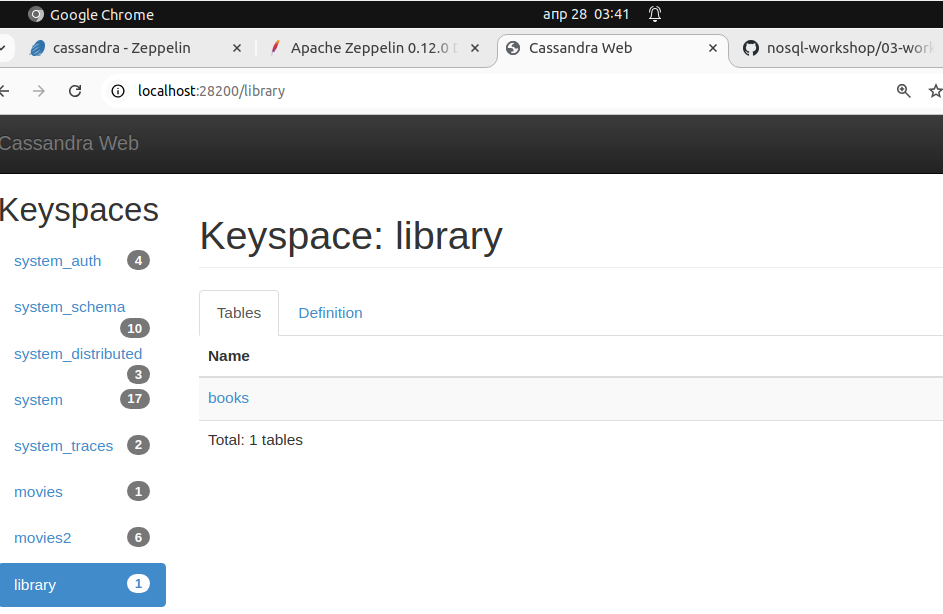 Google Chrome апр 28 03:41
cassandra - Zeppelin Apache Zeppelin 0.12.0 Cassandra Web nosql-workshop/03-wor
localhost:28200/library
Cassandra Web
Keyspaces
system_auth 4
system_schema
10
system_distributed
3
system 17
system_traces 2
movies 1
movies2 6
library 1
Keyspace: library
Tables Definition
Name
books
Total: 1 tables